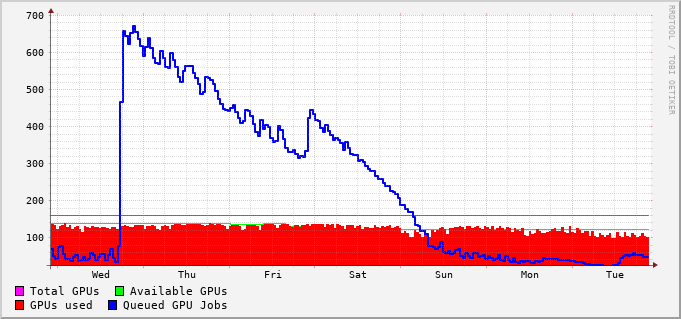 700
600
500
400
300
200
100
Wed Thu Fri Sat Sun Mon Tue
Total GPUs Available GPUs
GPUs used Queued GPU Jobs
RRDTOOL / TOBI OETIKER